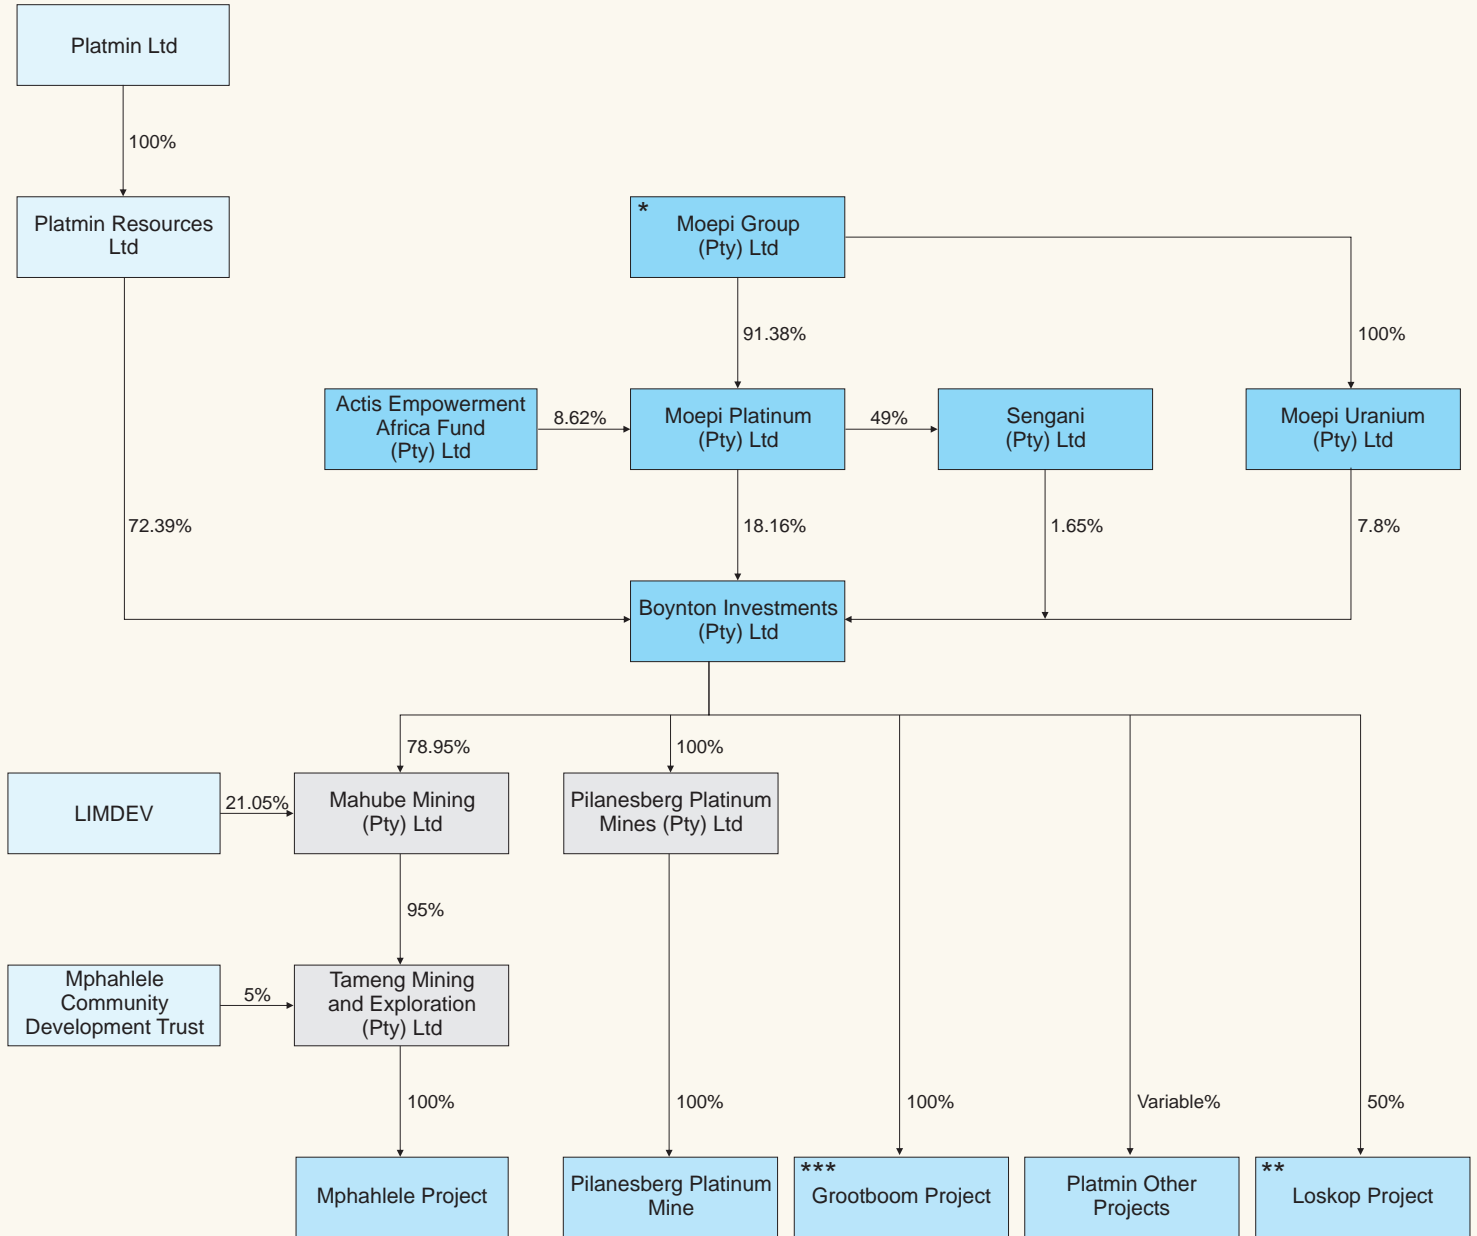 Platmin Ltd
100%
Platmin Resources
Ltd
*
Moepi Group
(Pty) Ltd
91.38%
100%
Actis Empowerment
Africa Fund
(Pty) Ltd
8.62%
Moepi Platinum
(Pty) Ltd
49%
Sengani
(Pty) Ltd
Moepi Uranium
(Pty) Ltd
72.39%
18.16%
1.65%
7.8%
Boynton Investments
(Pty) Ltd
78.95%
100%
LIMDEV
21.05%
Mahube Mining
(Pty) Ltd
Pilanesberg Platinum
Mines (Pty) Ltd
95%
Mphahlele
Community
Development Trust
5%
Tameng Mining
and Exploration
(Pty) Ltd
100%
100%
100%
Variable%
50%
Mphahlele Project
Pilanesberg Platinum
Mine
***
Grootboom Project
Platmin Other
Projects
**
Loskop Project